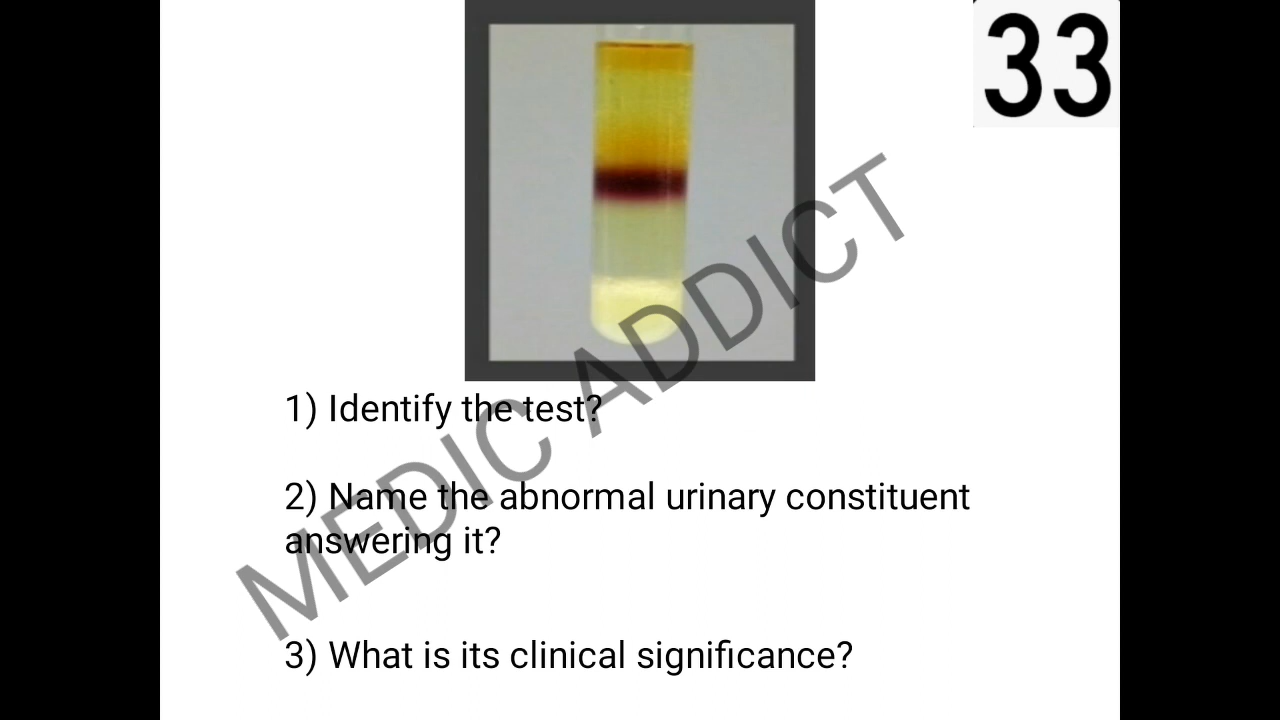 33
1) Identify the test?
2) Name the abnormal urinary constituent
answering it?
3) What is its clinical significance?
MEDIC ADDICT